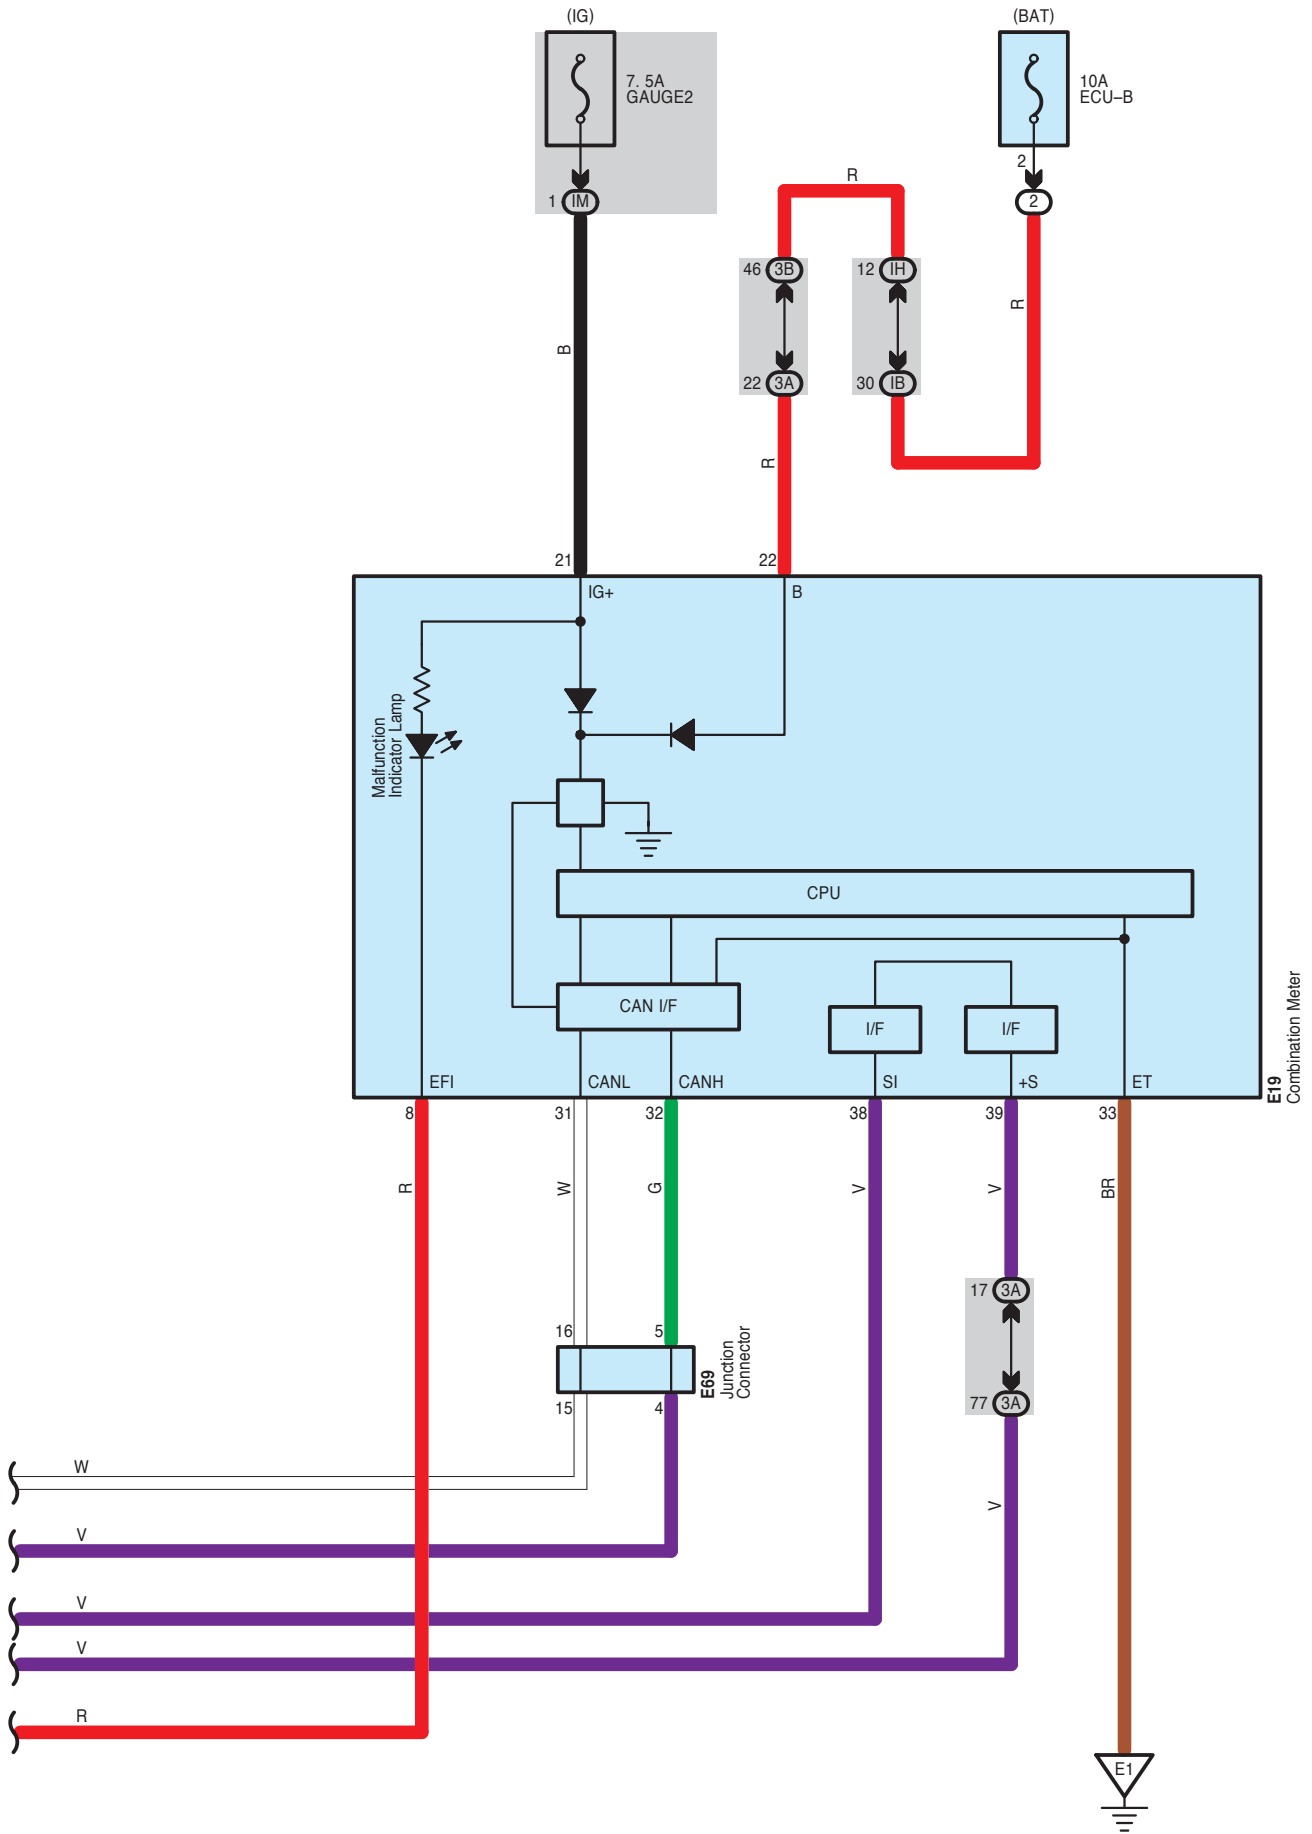 (IG)
(BAT)
7. 5A
GAUGE2
10A
ECU–B
2
1 IM
2
R
46 3B
12 IH
R
B
22 3A
30 IB
R
21
22
IG+
B
Malfunction
Indicator Lamp
CPU
CAN I/F
I/F
I/F
EFI
CANL
CANH
SI
+S
ET
E19
Combination Meter
8
31
32
38
39
33
R
W
G
V
V
BR
17 3A
16
5
E69
Junction
Connector
15
4
77 3A
W
V
V
V
V
R
E1